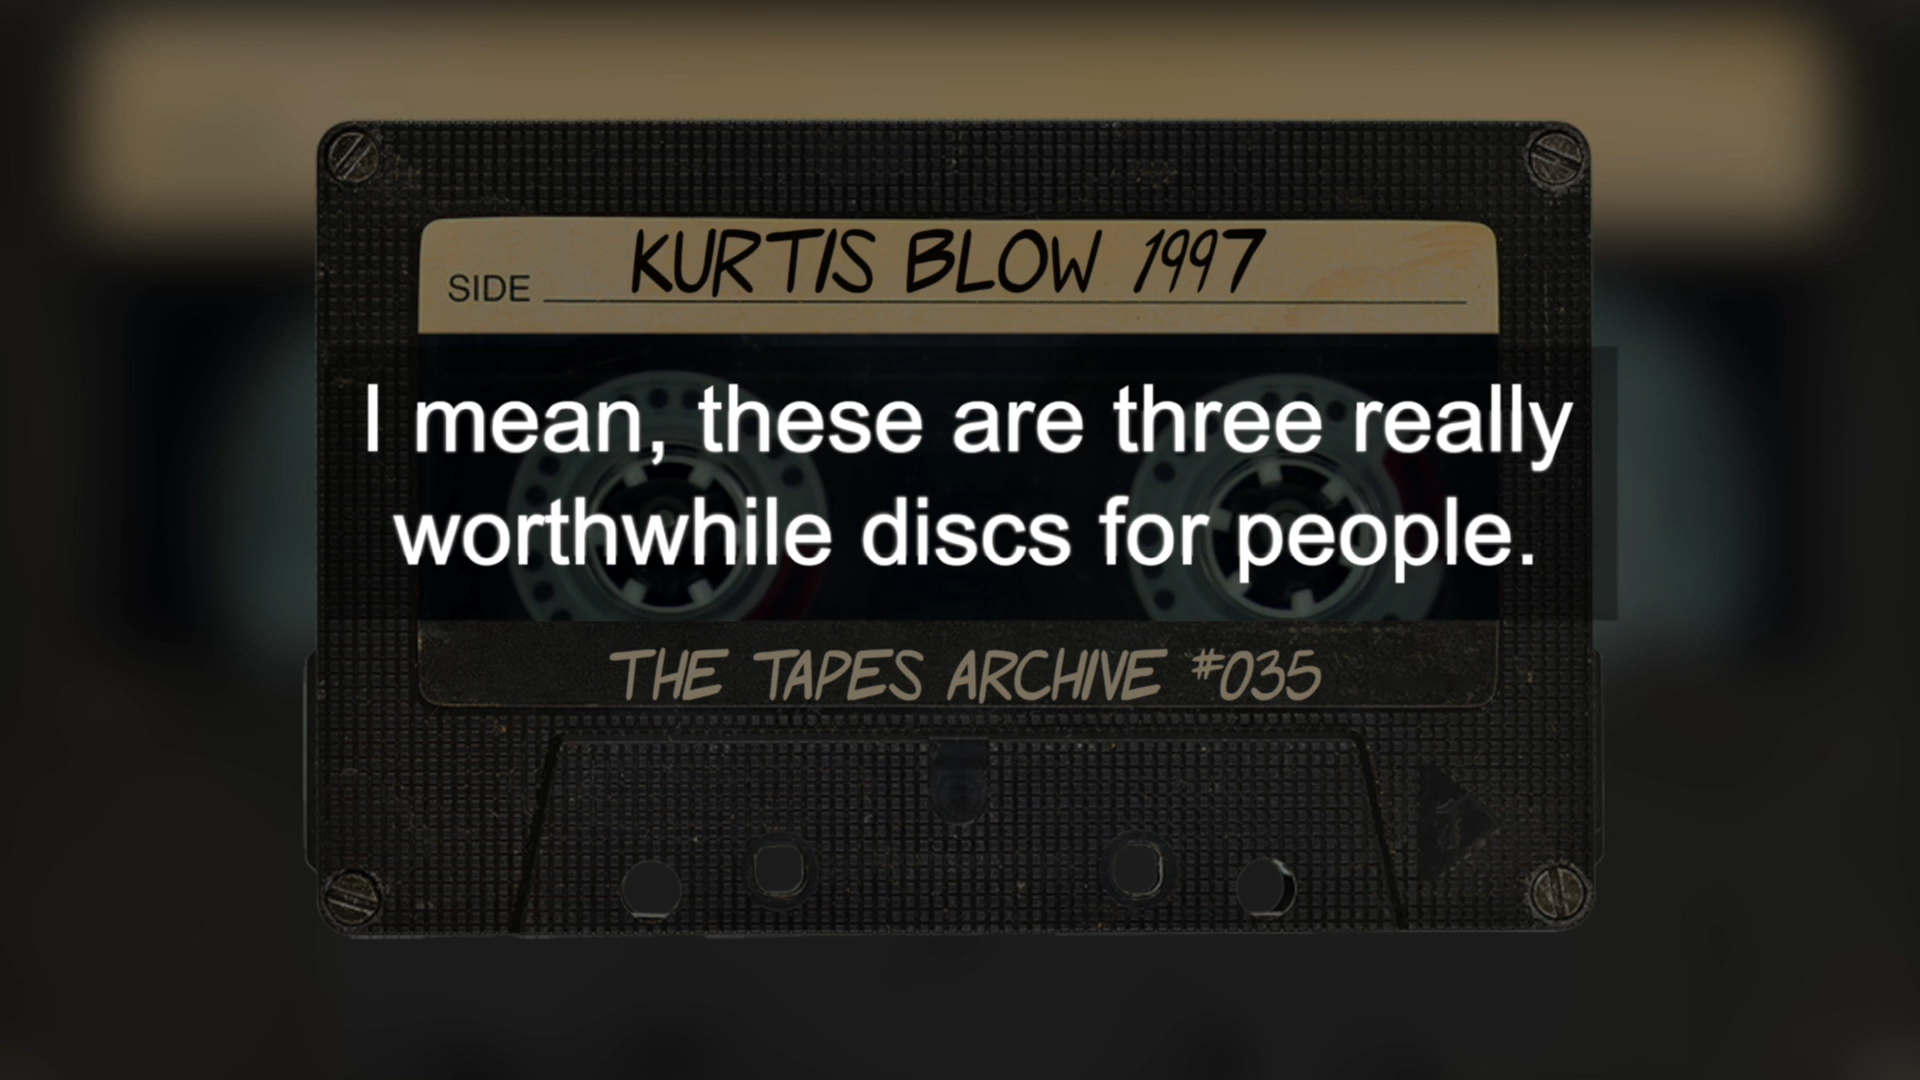 KURTIS BLOW 1997
SIDE
I mean, these are three really
worthwhile discs for people.
THE TAPES ARCHIVE #035